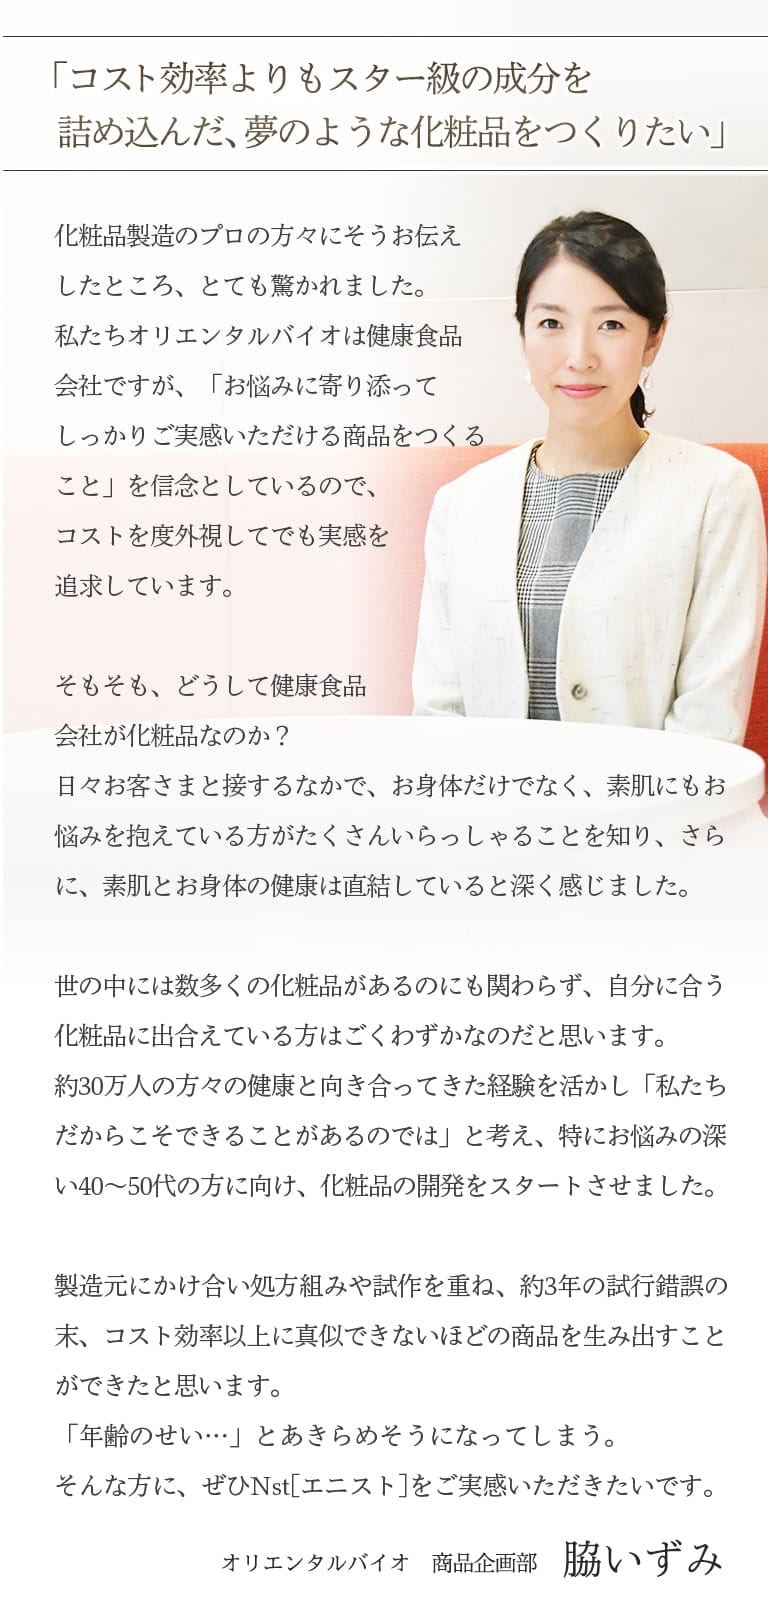 「コスト効率よりもスター級の成分を
詰め込んだ、夢のような化粧品をつくりたい」
化粧品製造のプロの方々にそうお伝え
したところ、とても驚かれました。
私たちオリエンタルバイオは健康食品
会社ですが、「お悩みに寄り添って
しっかりご実感いただける商品をつくる
こと」を信念としているので、
コストを度外視してでも実感を
追求しています。
そもそも、どうして健康食品
会社が化粧品なのか？
日々お客さまと接するなかで、お身体だけでなく、素肌にもお
悩みを抱えている方がたくさんいらっしゃることを知り、さら
に、素肌とお身体の健康は直結していると深く感じました。
世の中には数多くの化粧品があるのにも関わらず、自分に合う
化粧品に出合えている方はごくわずかなのだと思います。
約30万人の方々の健康と向き合ってきた経験を活かし「私たち
だからこそできることがあるのでは」と考え、特にお悩みの深
い40〜50代の方に向け、化粧品の開発をスタートさせました。
製造元にかけ合い処方組みや試作を重ね、約3年の試行錯誤の
末、コスト効率以上に真似できないほどの商品を生み出すこと
ができたと思います。
「年齢のせい…」とあきらめそうになってしまう。
そんな方に、ぜひNst[エニスト]をご実感いただきたいです。
オリエンタルバイオ　商品企画部　脇いずみ